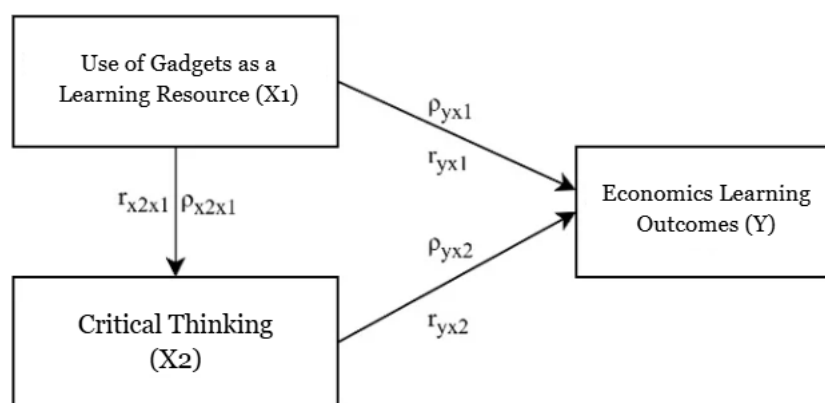 Use of Gadgets as a
Learning Resource (X1)
ρyx1
ryx1
Economics Learning
Outcomes (Y)
rx2x1 ρx2x1
ρyx2
ryx2
Critical Thinking
(X2)